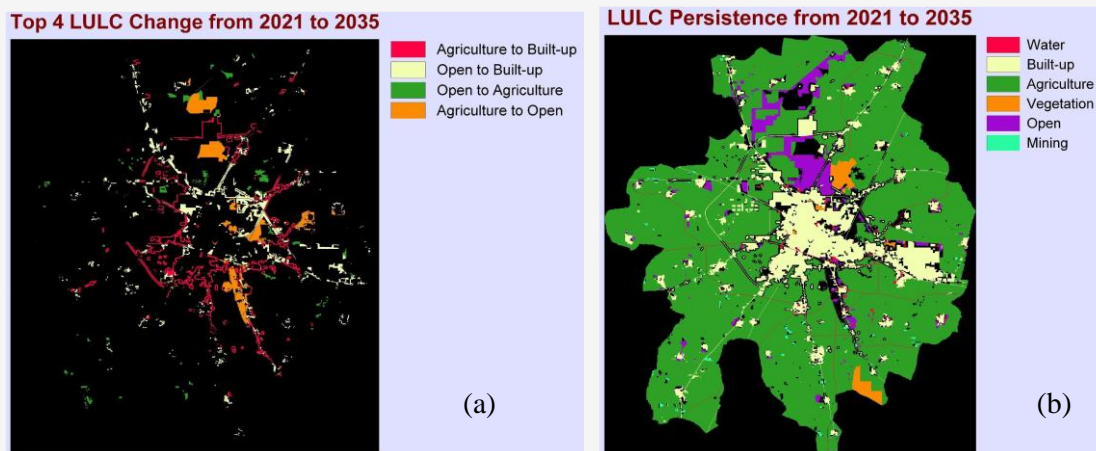 Top 4 LULC Change from 2021 to 2035
Agriculture to Built-up
Open to Built-up
Open to Agriculture
Agriculture to Open
(a)
LULC Persistence from 2021 to 2035
Water
Built-up
Agriculture
Vegetation
Open
Mining
(b)